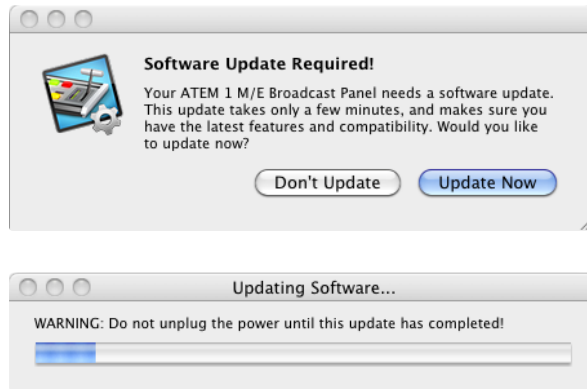 Software Update Required!
Your ATEM 1 M/E Broadcast Panel needs a software update.
This update takes only a few minutes, and makes sure you
have the latest features and compatibility. Would you like
to update now?
Don't Update
Update Now
Updating Software...
WARNING: Do not unplug the power until this update has completed!